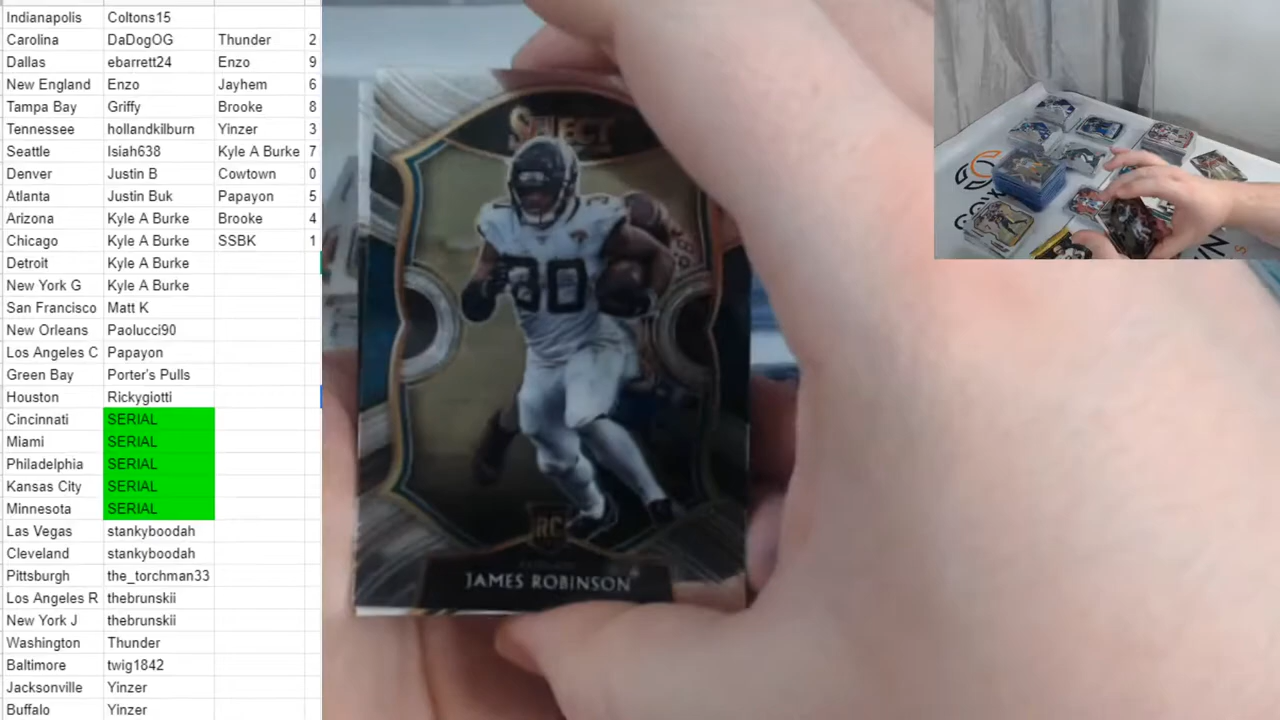 Indianapolis Coltons15
Carolina DaDogOG Thunder 2
Dallas ebarrett24 Enzo 9
New England Enzo Jayhem 6
Tampa Bay Griffy Brooke 8
Tennessee hollandkilburn Yinzer 3
Seattle Isiah638 Kyle A Burke 7
Denver Justin B Cowtown 0
Atlanta Justin Buk Papayon 5
Arizona Kyle A Burke Brooke 4
Chicago Kyle A Burke SSBK 1
Detroit Kyle A Burke
New York G Kyle A Burke
San Francisco Matt K
New Orleans Paolucci90
Los Angeles C Papayon
Green Bay Porter's Pulls
Houston Rickygiotti
Cincinnati SERIAL
Miami SERIAL
Philadelphia SERIAL
Kansas City SERIAL
Minnesota SERIAL
Las Vegas stankyboodah
Cleveland stankyboodah
Pittsburgh the_torchman33
Los Angeles R thebrunskii
New York J thebrunskii
Washington Thunder
Baltimore twig1842
Jacksonville Yinzer
Buffalo Yinzer
SELECT
30
RC
JAMES ROBINSON